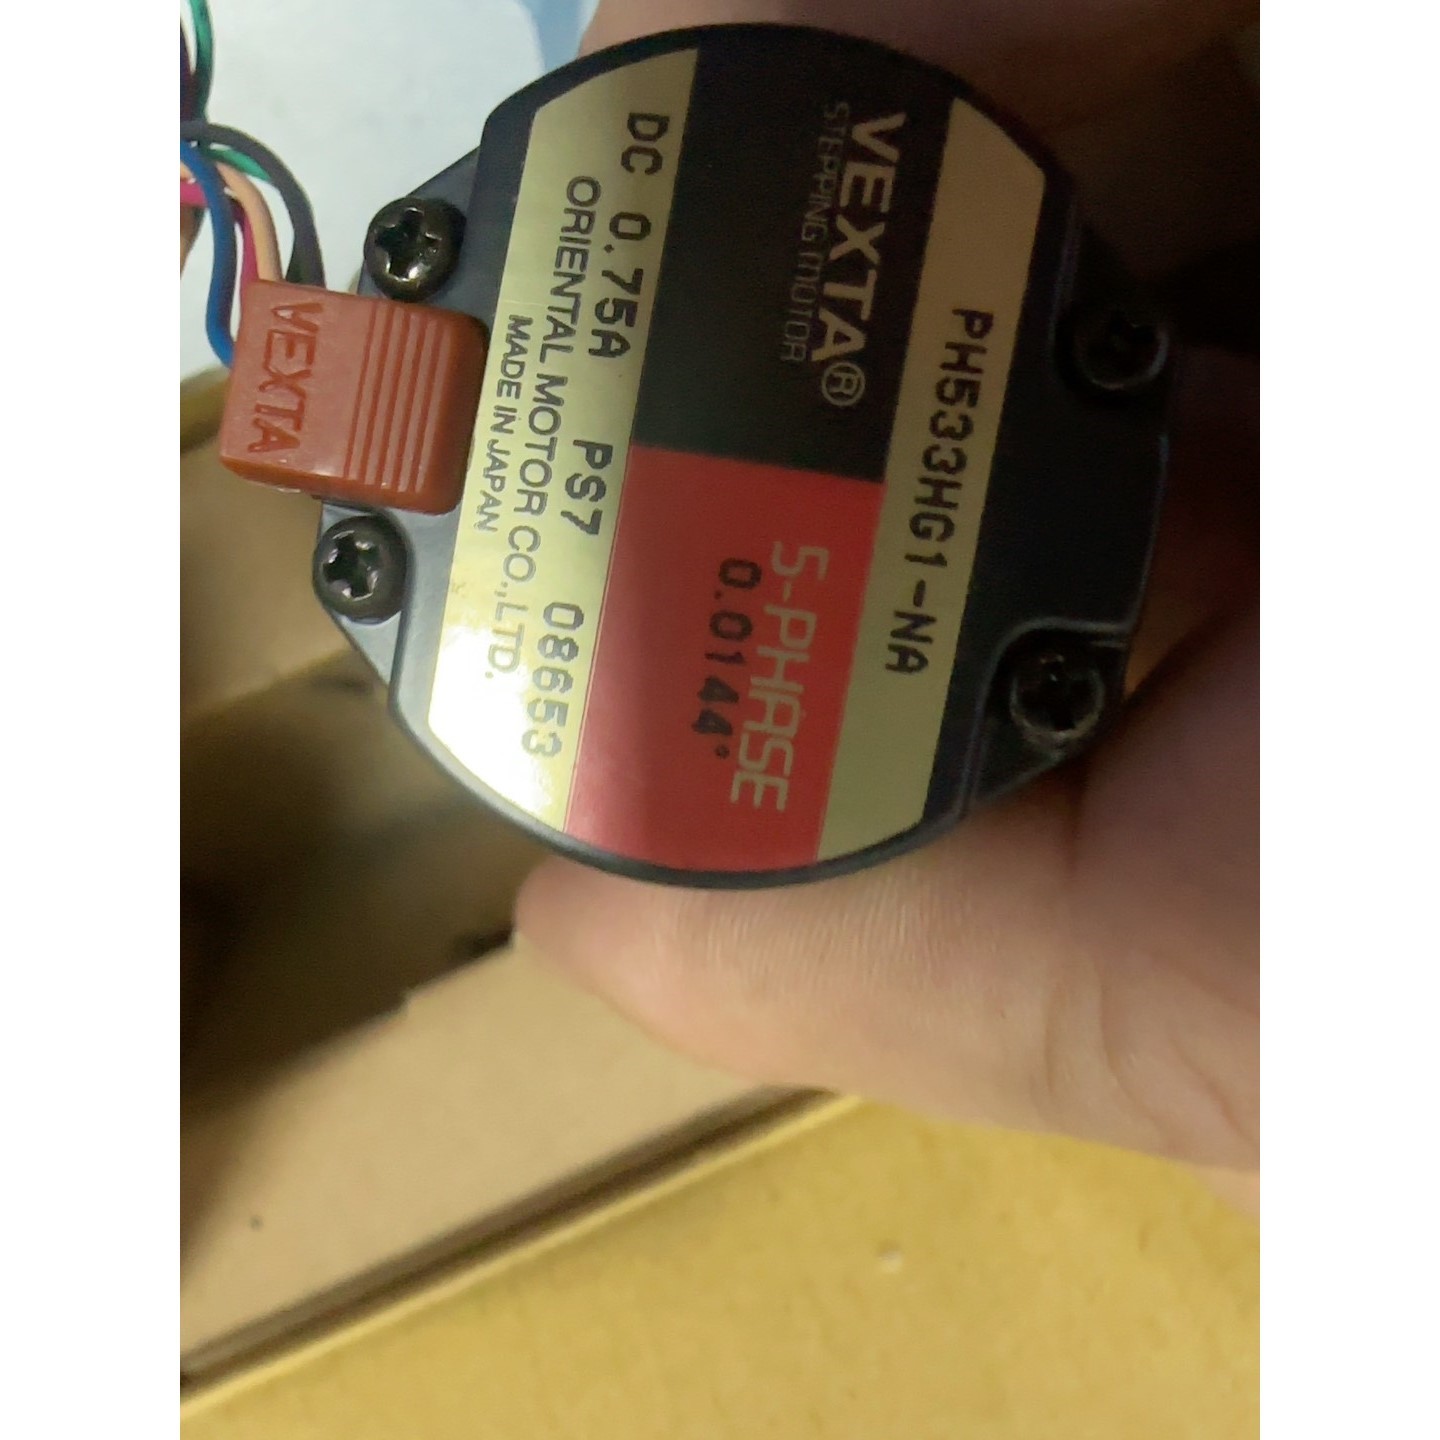 PH533HG1-NA
VEXTA®
STEPPING MOTOR
5-PHASE
0.0144°
DC 0.75A PS7 08653
ORIENTAL MOTOR CO., LTD.
MADE IN JAPAN
VEXTA